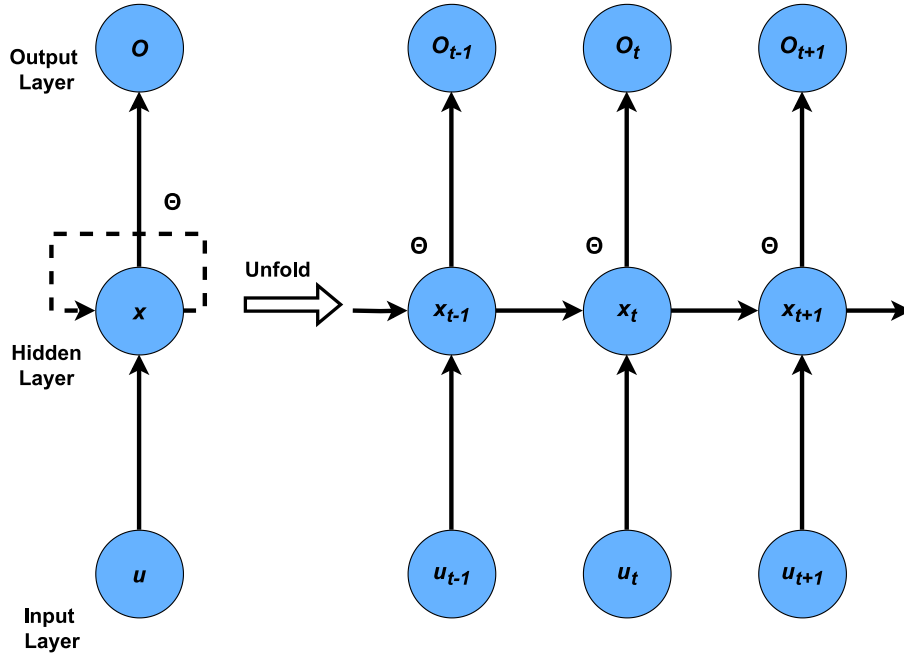 Output
Layer
O
O_{t-1}
O_t
O_{t+1}
Θ
Θ
Θ
Θ
Unfold
x
x_{t-1}
x_t
x_{t+1}
Hidden
Layer
u
u_{t-1}
u_t
u_{t+1}
Input
Layer